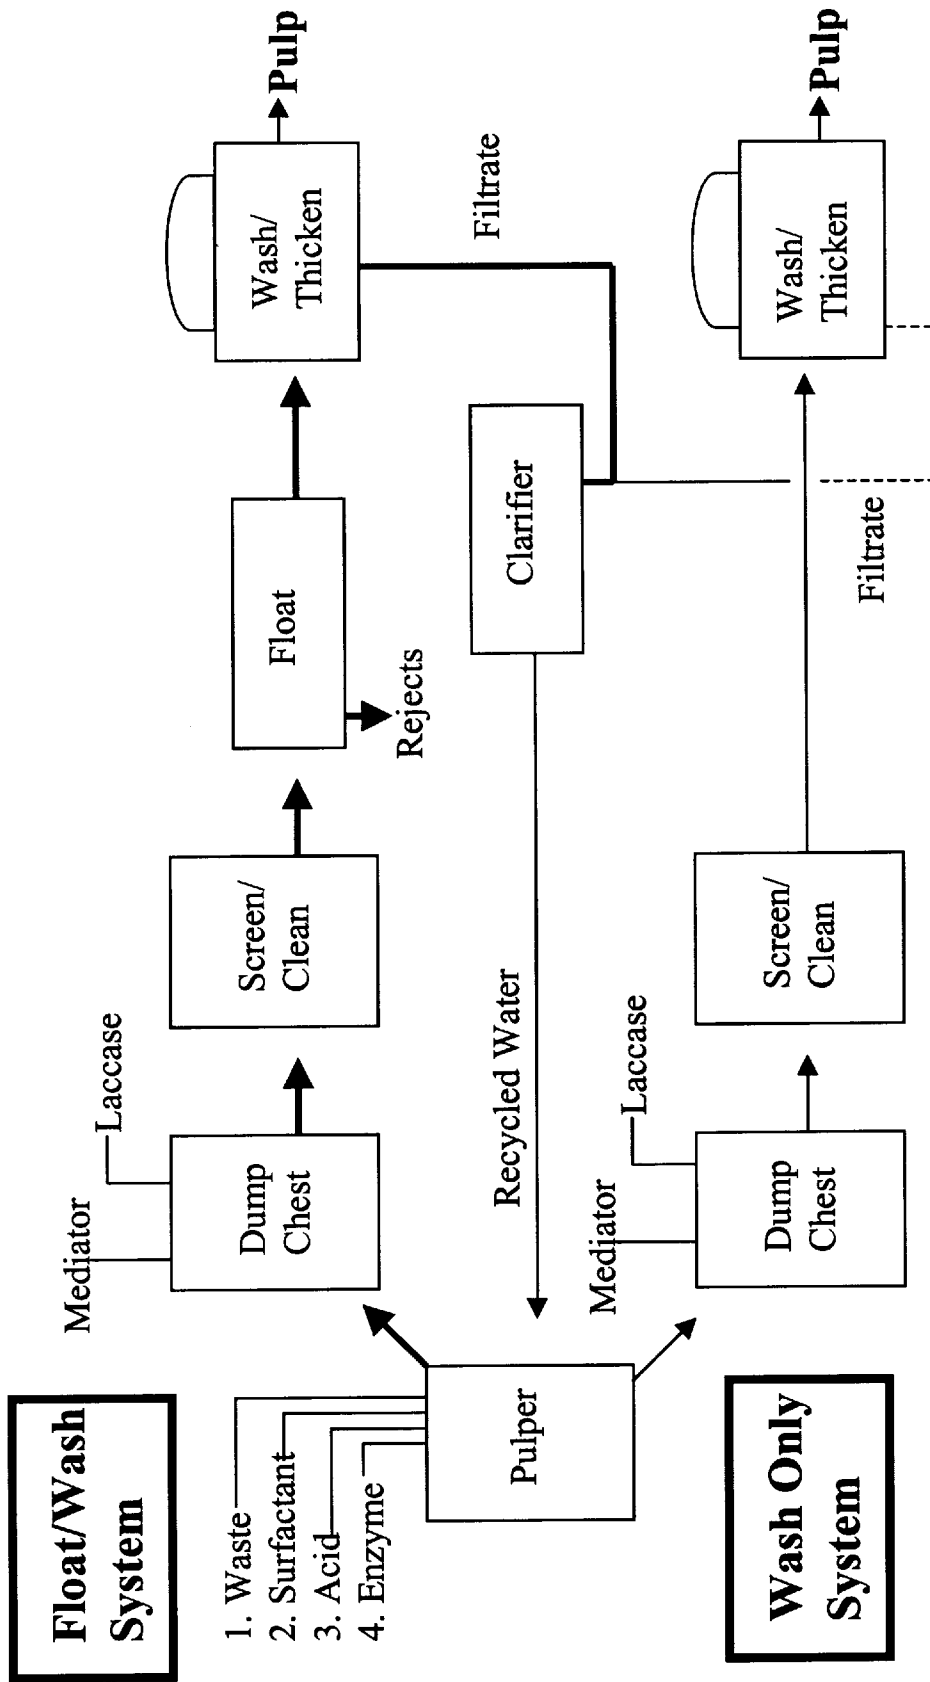 Float/Wash
System
1. Waste
2. Surfactant
3. Acid
4. Enzyme
Mediator
Laccase
Dump
Chest
Screen/
Clean
Float
Rejects
Wash/
Thicken
Pulp
Filtrate
Pulper
Recycled Water
Clarifier
Wash Only
System
Mediator
Laccase
Dump
Chest
Screen/
Clean
Wash/
Thicken
Pulp
Filtrate